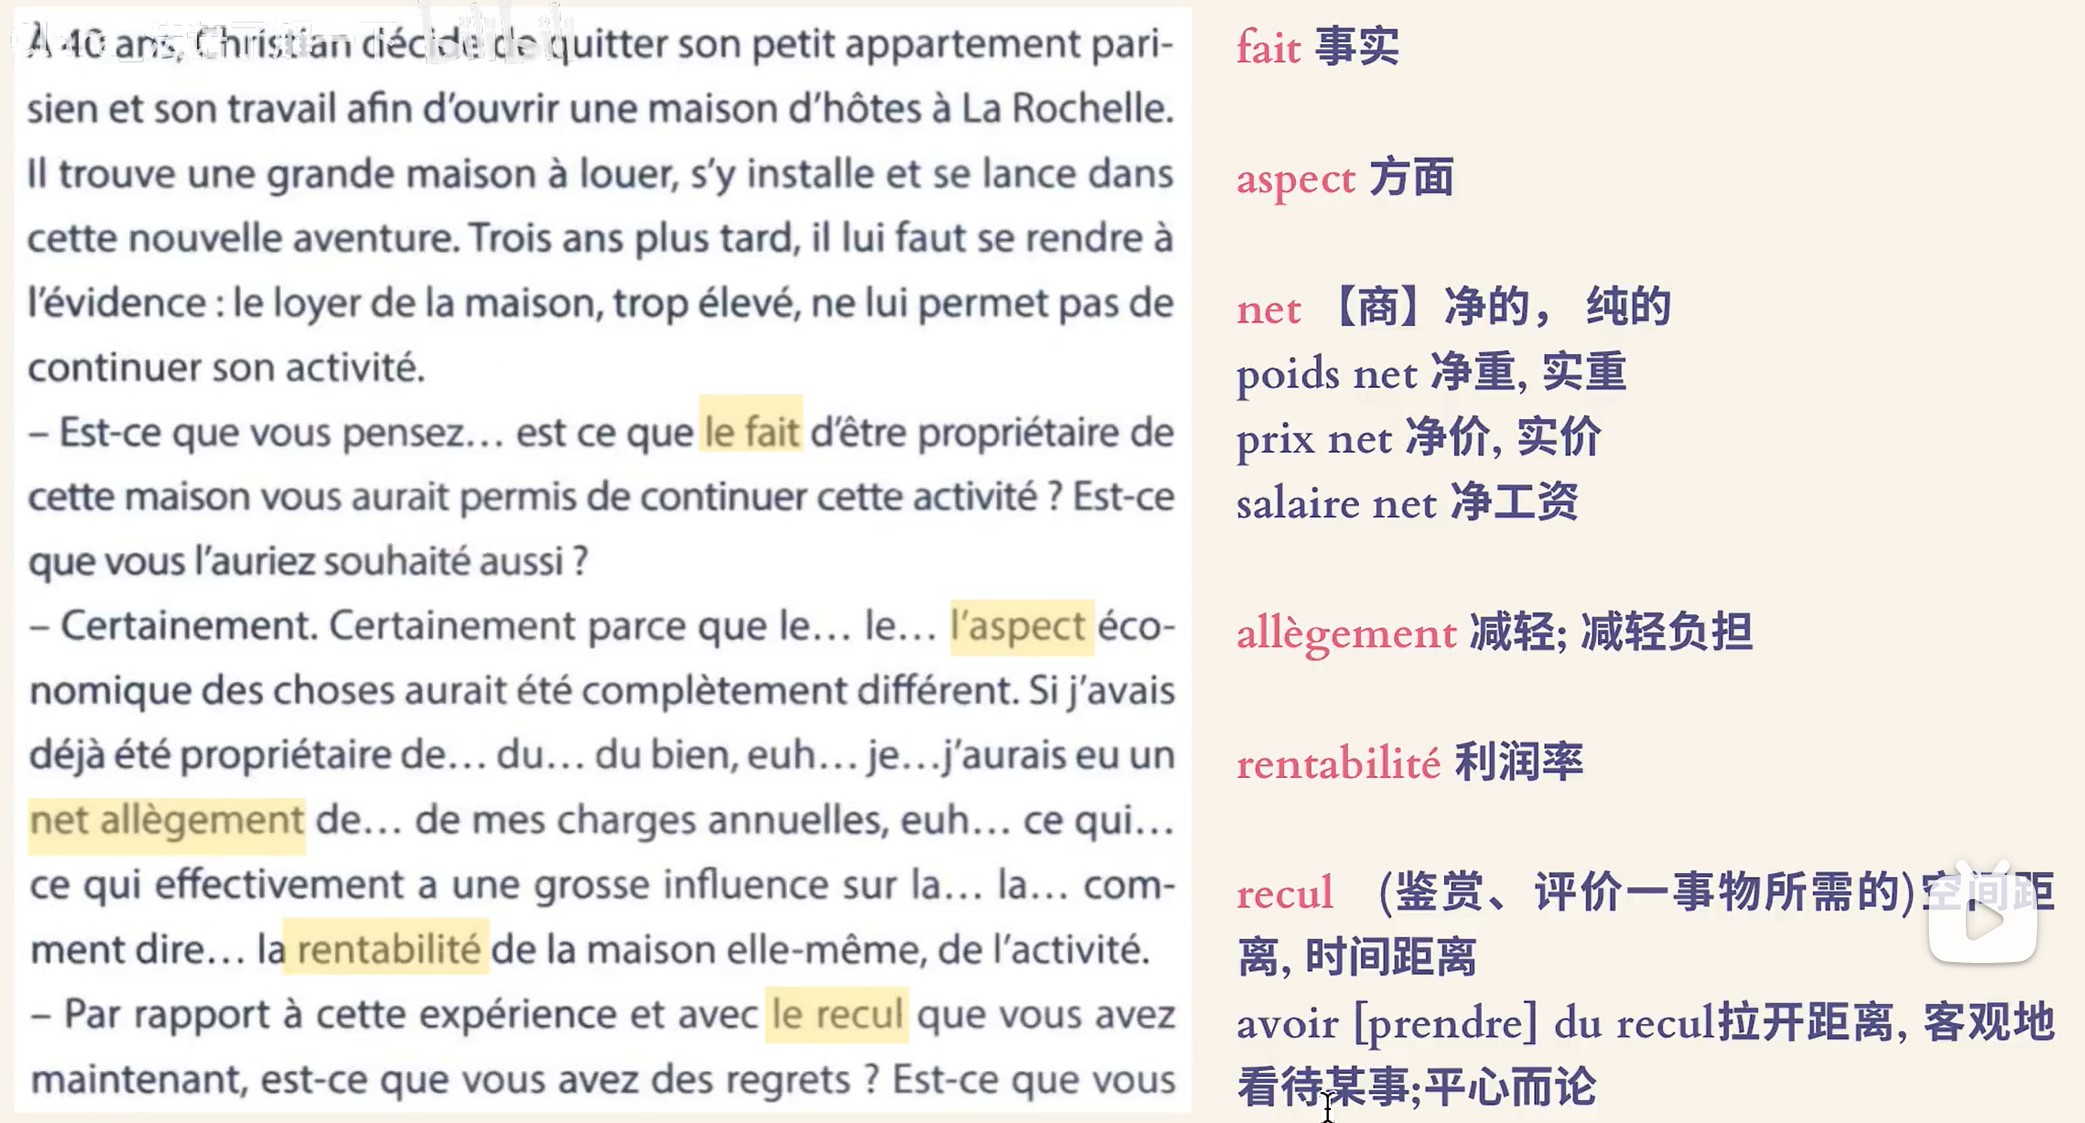 À 40 ans, Christian décide de quitter son petit appartement pari-
sien et son travail afin d’ouvrir une maison d’hôtes à La Rochelle.
Il trouve une grande maison à louer, s’y installe et se lance dans
cette nouvelle aventure. Trois ans plus tard, il lui faut se rendre à
l’évidence : le loyer de la maison, trop élevé, ne lui permet pas de
continuer son activité.
– Est-ce que vous pensez… est ce que le fait d’être propriétaire de
cette maison vous aurait permis de continuer cette activité ? Est-ce
que vous l’auriez souhaité aussi ?
– Certainement. Certainement parce que le… le… l’aspect éco-
nomique des choses aurait été complètement différent. Si j’avais
déjà été propriétaire de… du… du bien, euh… je…j’aurais eu un
net allègement de… de mes charges annuelles, euh… ce qui…
ce qui effectivement a une grosse influence sur la… la… com-
ment dire… la rentabilité de la maison elle-même, de l’activité.
– Par rapport à cette expérience et avec le recul que vous avez
maintenant, est-ce que vous avez des regrets ? Est-ce que vous
fait 事实
aspect 方面
net 【商】净的， 纯的
poids net 净重, 实重
prix net 净价, 实价
salaire net 净工资
allègement 减轻; 减轻负担
rentabilité 利润率
recul (鉴赏、评价一事物所需的)空间距
离, 时间距离
avoir [prendre] du recul拉开距离, 客观地
看待某事;平心而论